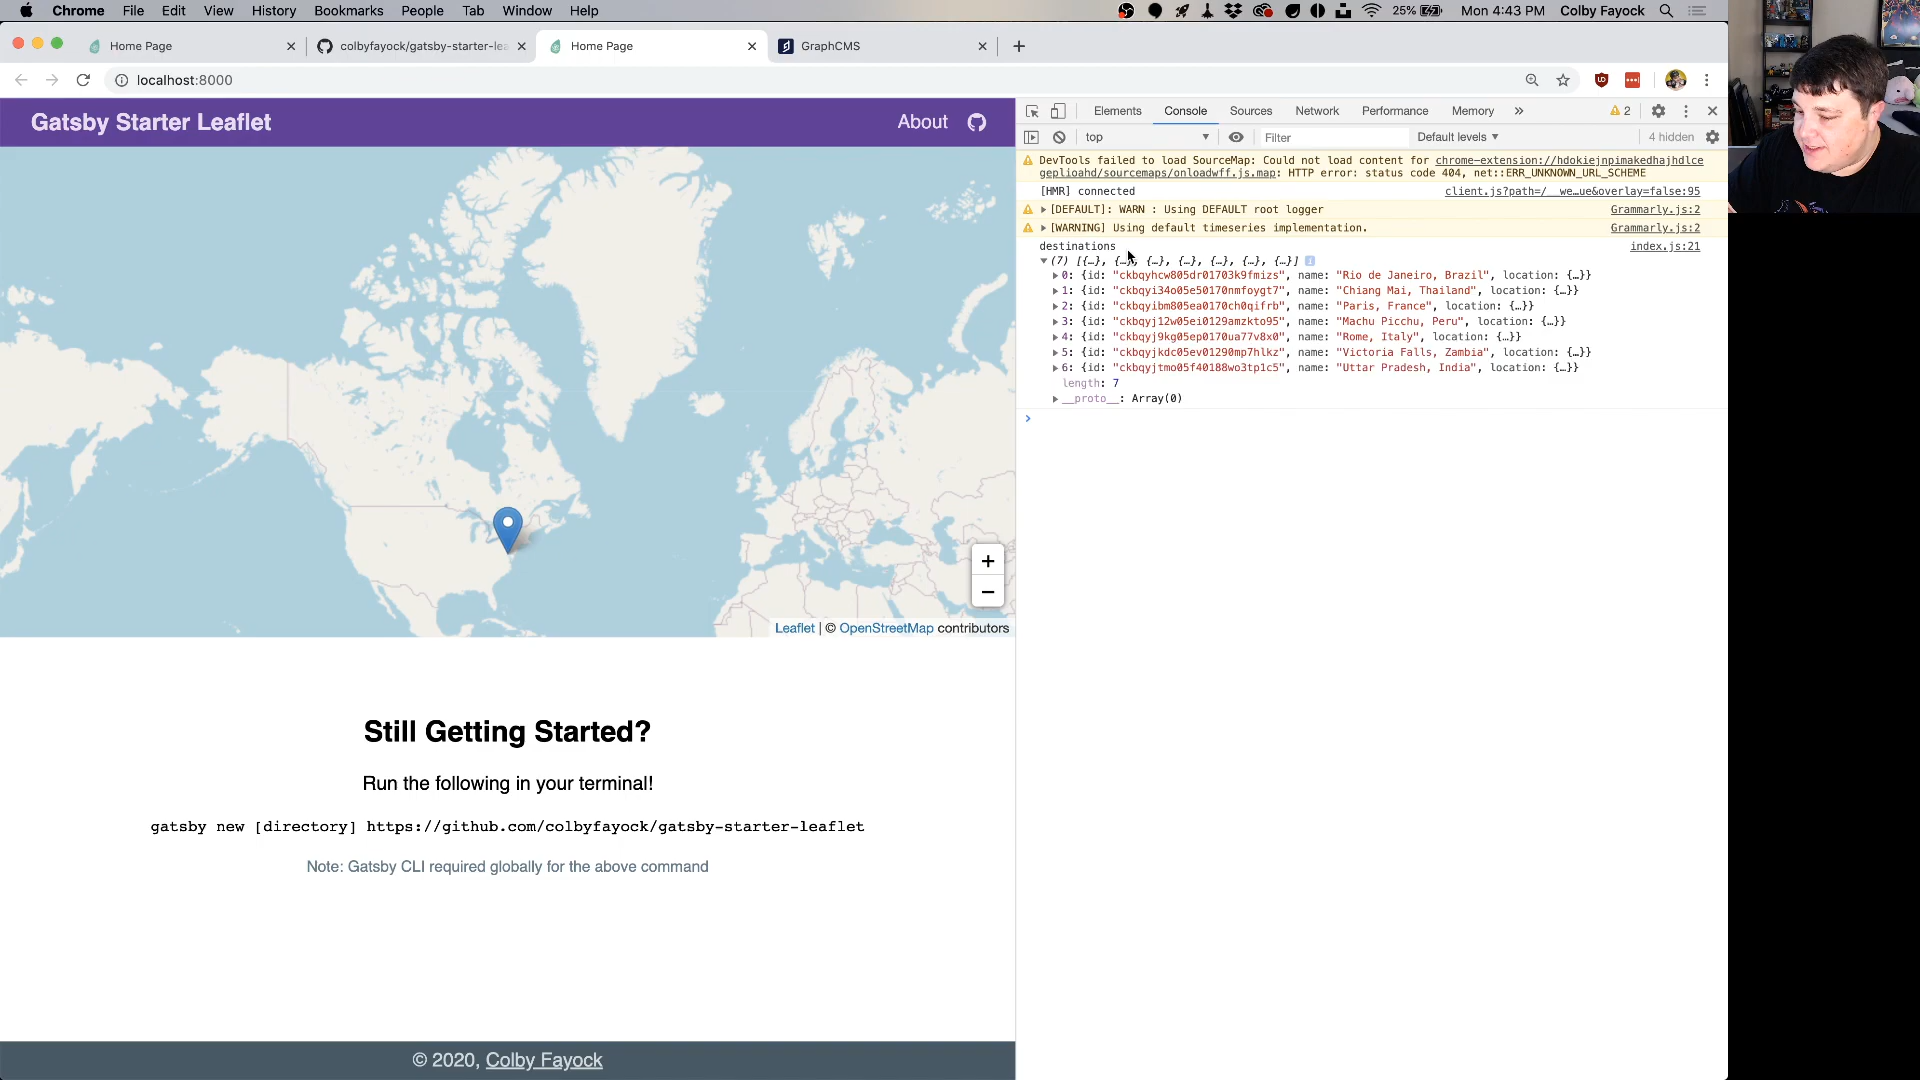 Chrome File Edit View History Bookmarks People Tab Window Help
25% Mon 4:43 PM Colby Fayock
Home Page
colbyfayock/gatsby-starter-lea
Home Page
GraphCMS
localhost:8000
Gatsby Starter Leaflet
About
+
−
Leaflet | © OpenStreetMap contributors
Still Getting Started?
Run the following in your terminal!
gatsby new [directory] https://github.com/colbyfayock/gatsby-starter-leaflet
Note: Gatsby CLI required globally for the above command
© 2020, Colby Fayock
Elements Console Sources Network Performance Memory » 2
top Filter Default levels 4 hidden
DevTools failed to load SourceMap: Could not load content for chrome-extension://hdokiejnpimakedhajhdlce
geplioahd/sourcemaps/onloadwff.js.map: HTTP error: status code 404, net::ERR_UNKNOWN_URL_SCHEME
[HMR] connected client.js?path=/__we…ue&overlay=false:95
[DEFAULT]: WARN : Using DEFAULT root logger Grammarly.js:2
[WARNING] Using default timeseries implementation. Grammarly.js:2
destinations index.js:21
(7) [{…}, {…}, {…}, {…}, {…}, {…}, {…}]
0: {id: "ckbqyhcw805dr01703k9fmizs", name: "Rio de Janeiro, Brazil", location: {…}}
1: {id: "ckbqyi34o05e50170nmfoygt7", name: "Chiang Mai, Thailand", location: {…}}
2: {id: "ckbqyibm805ea0170ch0qifrb", name: "Paris, France", location: {…}}
3: {id: "ckbqyj12w05ei0129amzkto95", name: "Machu Picchu, Peru", location: {…}}
4: {id: "ckbqyj9kg05ep0170ua77v8x0", name: "Rome, Italy", location: {…}}
5: {id: "ckbqyjkdc05ev01290mp7hlkz", name: "Victoria Falls, Zambia", location: {…}}
6: {id: "ckbqyjtmo05f40188wo3tp1c5", name: "Uttar Pradesh, India", location: {…}}
length: 7
__proto__: Array(0)